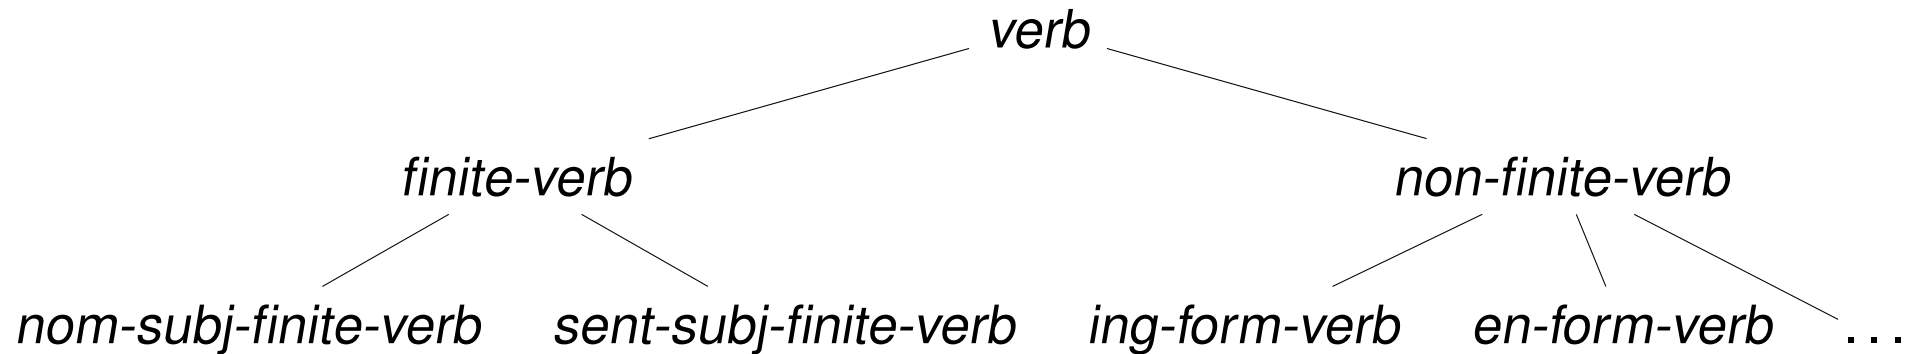 verb
finite-verb non-finite-verb
nom-subj-finite-verb sent-subj-finite-verb ing-form-verb en-form-verb ...